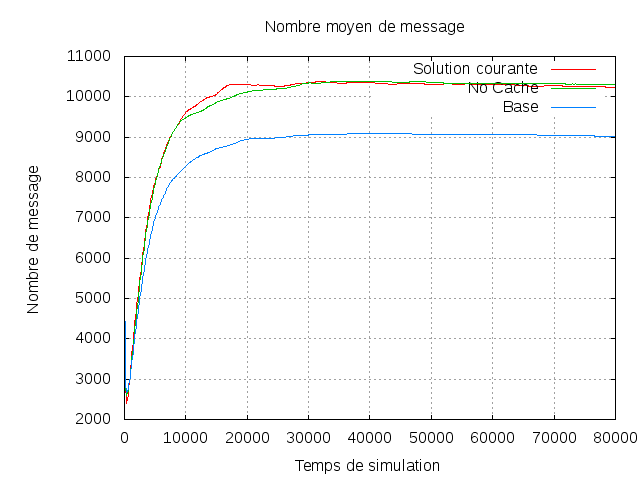 Nombre moyen de message
11000
10000
9000
8000
7000
6000
5000
4000
3000
2000
Nombre de message
Solution courante
No Cache
Base
0 10000 20000 30000 40000 50000 60000 70000 80000
Temps de simulation